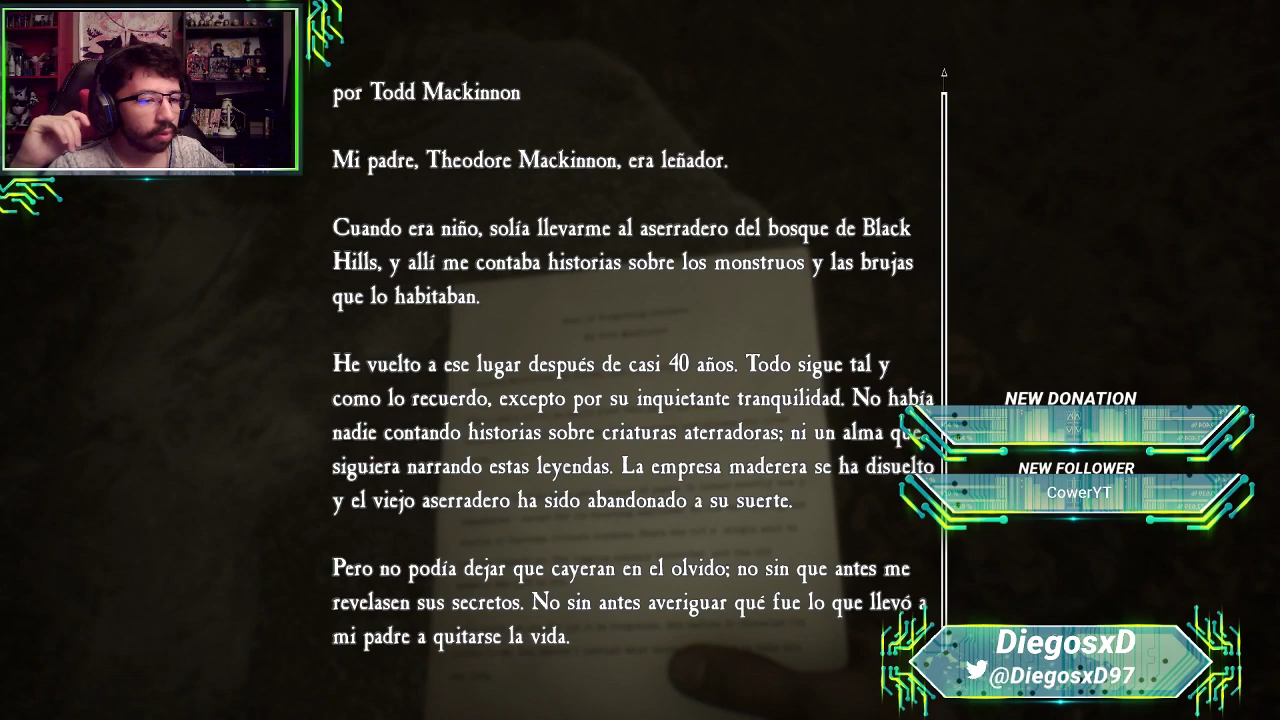 por Todd Mackinnon
Mi padre, Theodore Mackinnon, era leñador.
Cuando era niño, solía llevarme al aserradero del bosque de Black
Hills, y allí me contaba historias sobre los monstruos y las brujas
que lo habitaban.
He vuelto a ese lugar después de casi 40 años. Todo sigue tal y
como lo recuerdo, excepto por su inquietante tranquilidad. No había
nadie contando historias sobre criaturas aterradoras; ni un alma que
siguiera narrando estas leyendas. La empresa maderera se ha disuelto
y el viejo aserradero ha sido abandonado a su suerte.
Pero no podía dejar que cayeran en el olvido; no sin que antes me
revelasen sus secretos. No sin antes averiguar qué fue lo que llevó a
mi padre a quitarse la vida.
NEW DONATION
NEW FOLLOWER
CowerYT
DiegosxD
@DiegosxD97